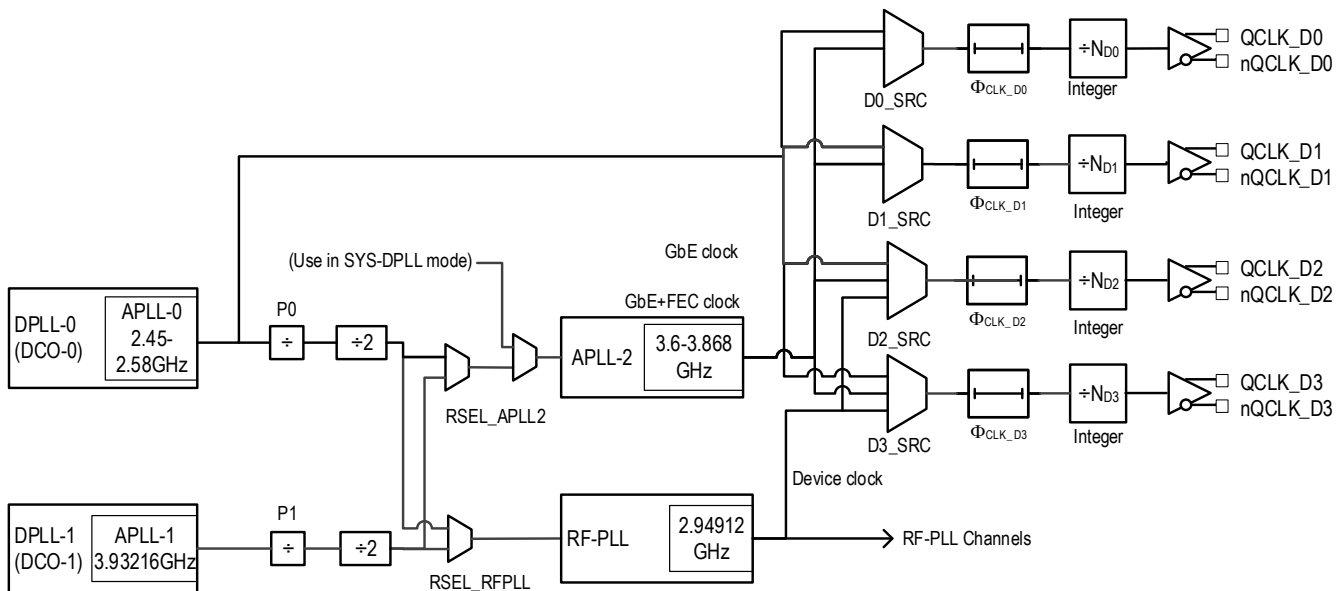 QCLK_D0
nQCLK_D0
÷ND0
D0_SRC
ΦCLK_D0
Integer
QCLK_D1
nQCLK_D1
÷ND1
D1_SRC
ΦCLK_D1
Integer
GbE clock
(Use in SYS-DPLL mode)
QCLK_D2
nQCLK_D2
÷ND2
GbE+FEC clock
D2_SRC
ΦCLK_D2
Integer
DPLL-0
(DCO-0)
APLL-0
2.45-
2.58GHz
P0
÷
÷2
RSEL_APLL2
APLL-2
3.6-3.868
GHz
QCLK_D3
nQCLK_D3
÷ND3
D3_SRC
ΦCLK_D3
Integer
Device clock
DPLL-1
(DCO-1)
APLL-1
3.93216GHz
P1
÷
÷2
RSEL_RFPLL
RF-PLL
2.94912
GHz
RF-PLL Channels